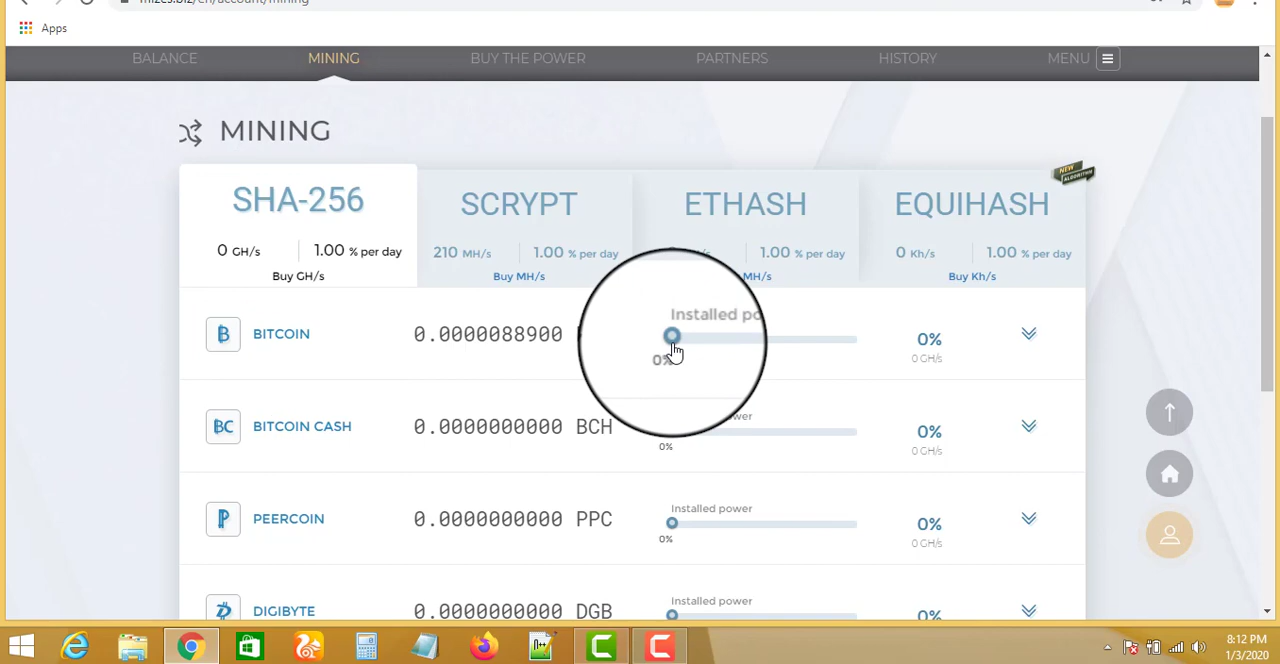 Apps
BALANCE MINING BUY THE POWER PARTNERS HISTORY MENU
MINING
NEW ALGORITHM
SHA-256 SCRYPT ETHASH EQUIHASH
0 GH/s 1.00 % per day 210 MH/s 1.00 % per day 1.00 % per day 0 Kh/s 1.00 % per day
Buy GH/s Buy MH/s MH/s Buy Kh/s
Installed po
BITCOIN 0.0000088900 0%
0% 0 GH/s
power
BITCOIN CASH 0.0000000000 BCH 0%
0% 0 GH/s
Installed power
PEERCOIN 0.0000000000 PPC 0%
0% 0 GH/s
Installed power
DIGIBYTE 0.0000000000 DGB 0%
8:12 PM
1/3/2020